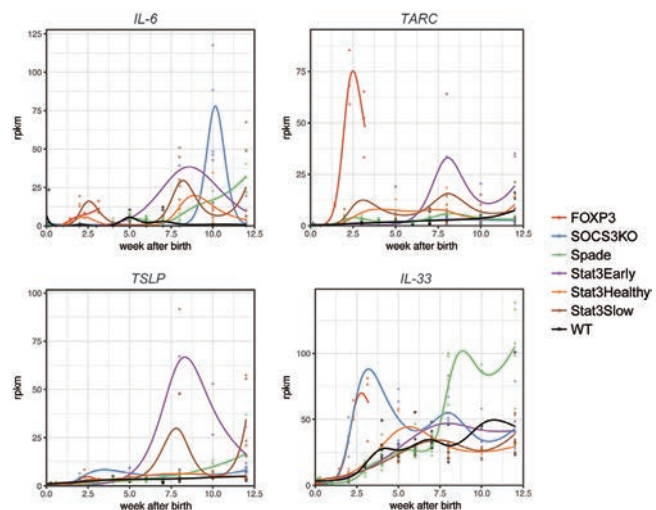 IL-6
125
100
75
50
25
0
rpkm
0.0 2.5 5.0 7.5 10.0 12.5
week after birth
TARC
75
50
25
0
rpkm
0.0 2.5 5.0 7.5 10.0 12.5
week after birth
TSLP
100
75
50
25
0
rpkm
0.0 2.5 5.0 7.5 10.0 12.5
week after birth
IL-33
150
100
50
0
rpkm
0.0 2.5 5.0 7.5 10.0 12.5
week after birth
FOXP3
SOCS3KO
Spade
Stat3Early
Stat3Healthy
Stat3Slow
WT